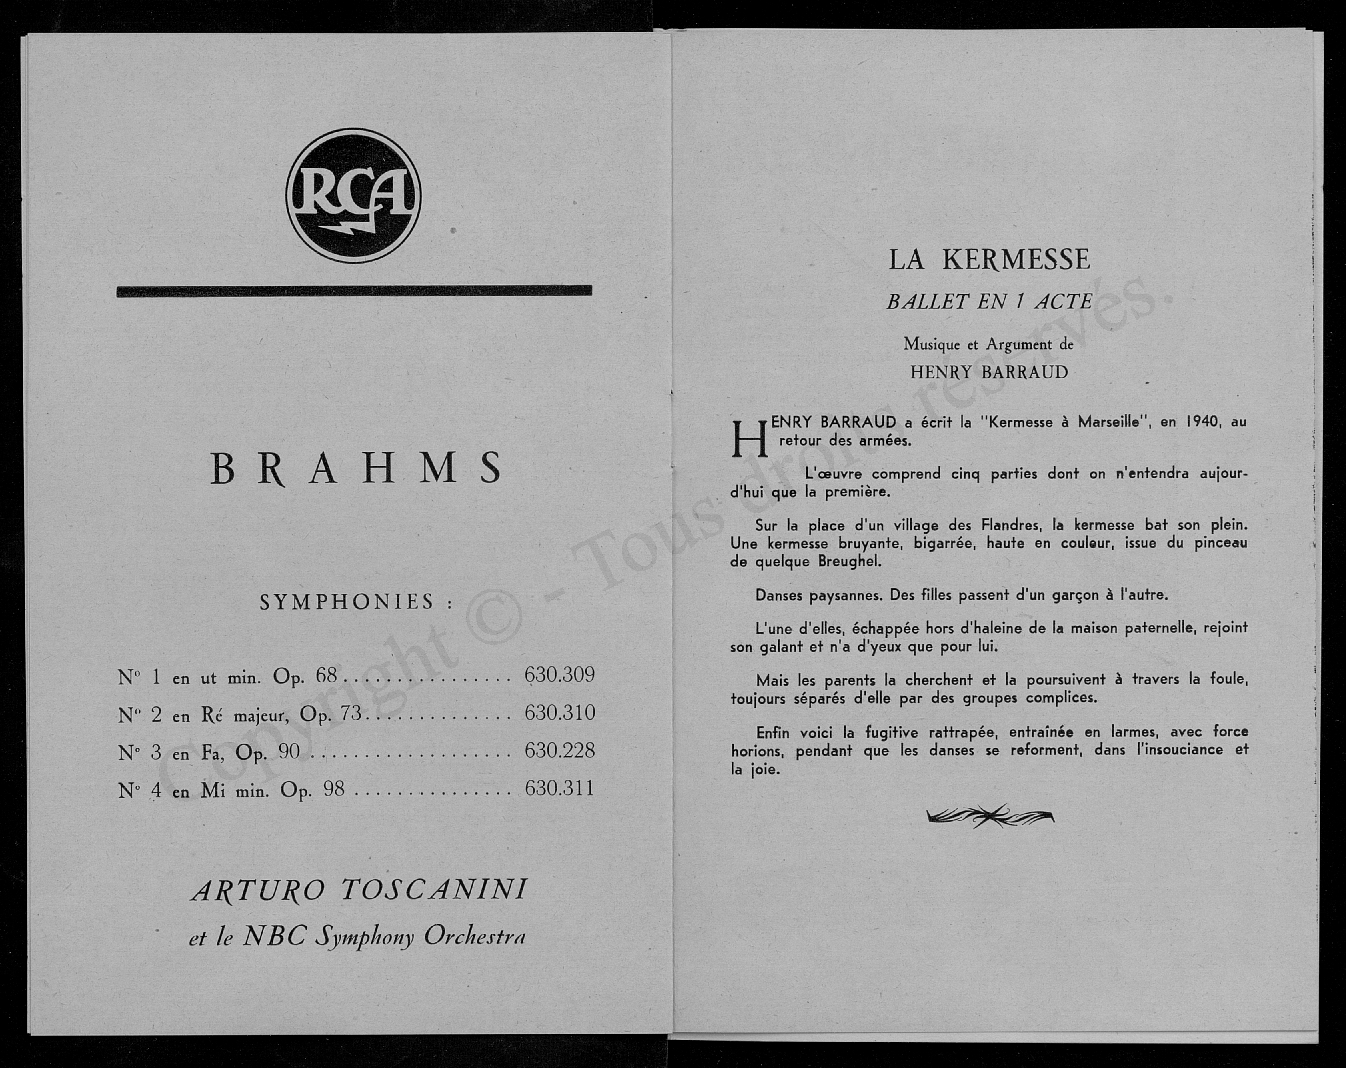 RCA
BRAHMS
SYMPHONIES :
N° 1 en ut min. Op. 68................ 630.309
N° 2 en Ré majeur, Op. 73.............. 630.310
N° 3 en Fa, Op. 90 ................... 630.228
N° 4 en Mi min. Op. 98 ............... 630.311
ARTURO TOSCANINI
et le NBC Symphony Orchestra
LA KERMESSE
BALLET EN 1 ACTE
Musique et Argument de
HENRY BARRAUD
HENRY BARRAUD a écrit la "Kermesse à Marseille", en 1940, au
retour des armées.
L'œuvre comprend cinq parties dont on n'entendra aujour-
d'hui que la première.
Sur la place d'un village des Flandres, la kermesse bat son plein.
Une kermesse bruyante, bigarrée, haute en couleur, issue du pinceau
de quelque Breughel.
Danses paysannes. Des filles passent d'un garçon à l'autre.
L'une d'elles, échappée hors d'haleine de la maison paternelle, rejoint
son galant et n'a d'yeux que pour lui.
Mais les parents la cherchent et la poursuivent à travers la foule,
toujours séparés d'elle par des groupes complices.
Enfin voici la fugitive rattrapée, entraînée en larmes, avec force
horions, pendant que les danses se reforment, dans l'insouciance et
la joie.
Copyright © - Tous droits réservés.